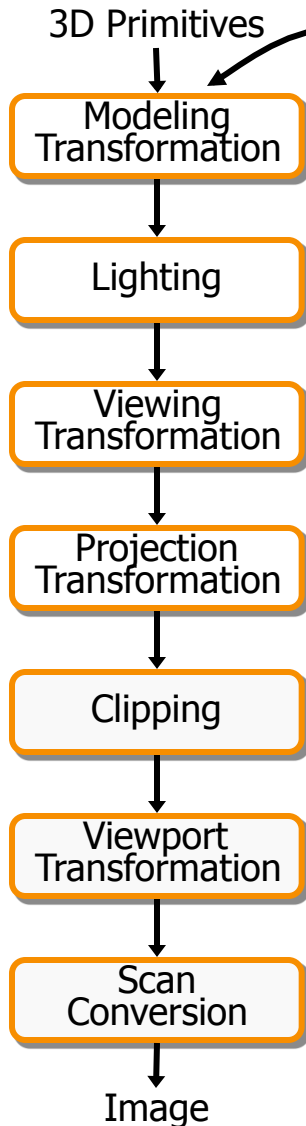 3D Primitives
Modeling
Transformation
Lighting
Viewing
Transformation
Projection
Transformation
Clipping
Viewport
Transformation
Scan
Conversion
Image